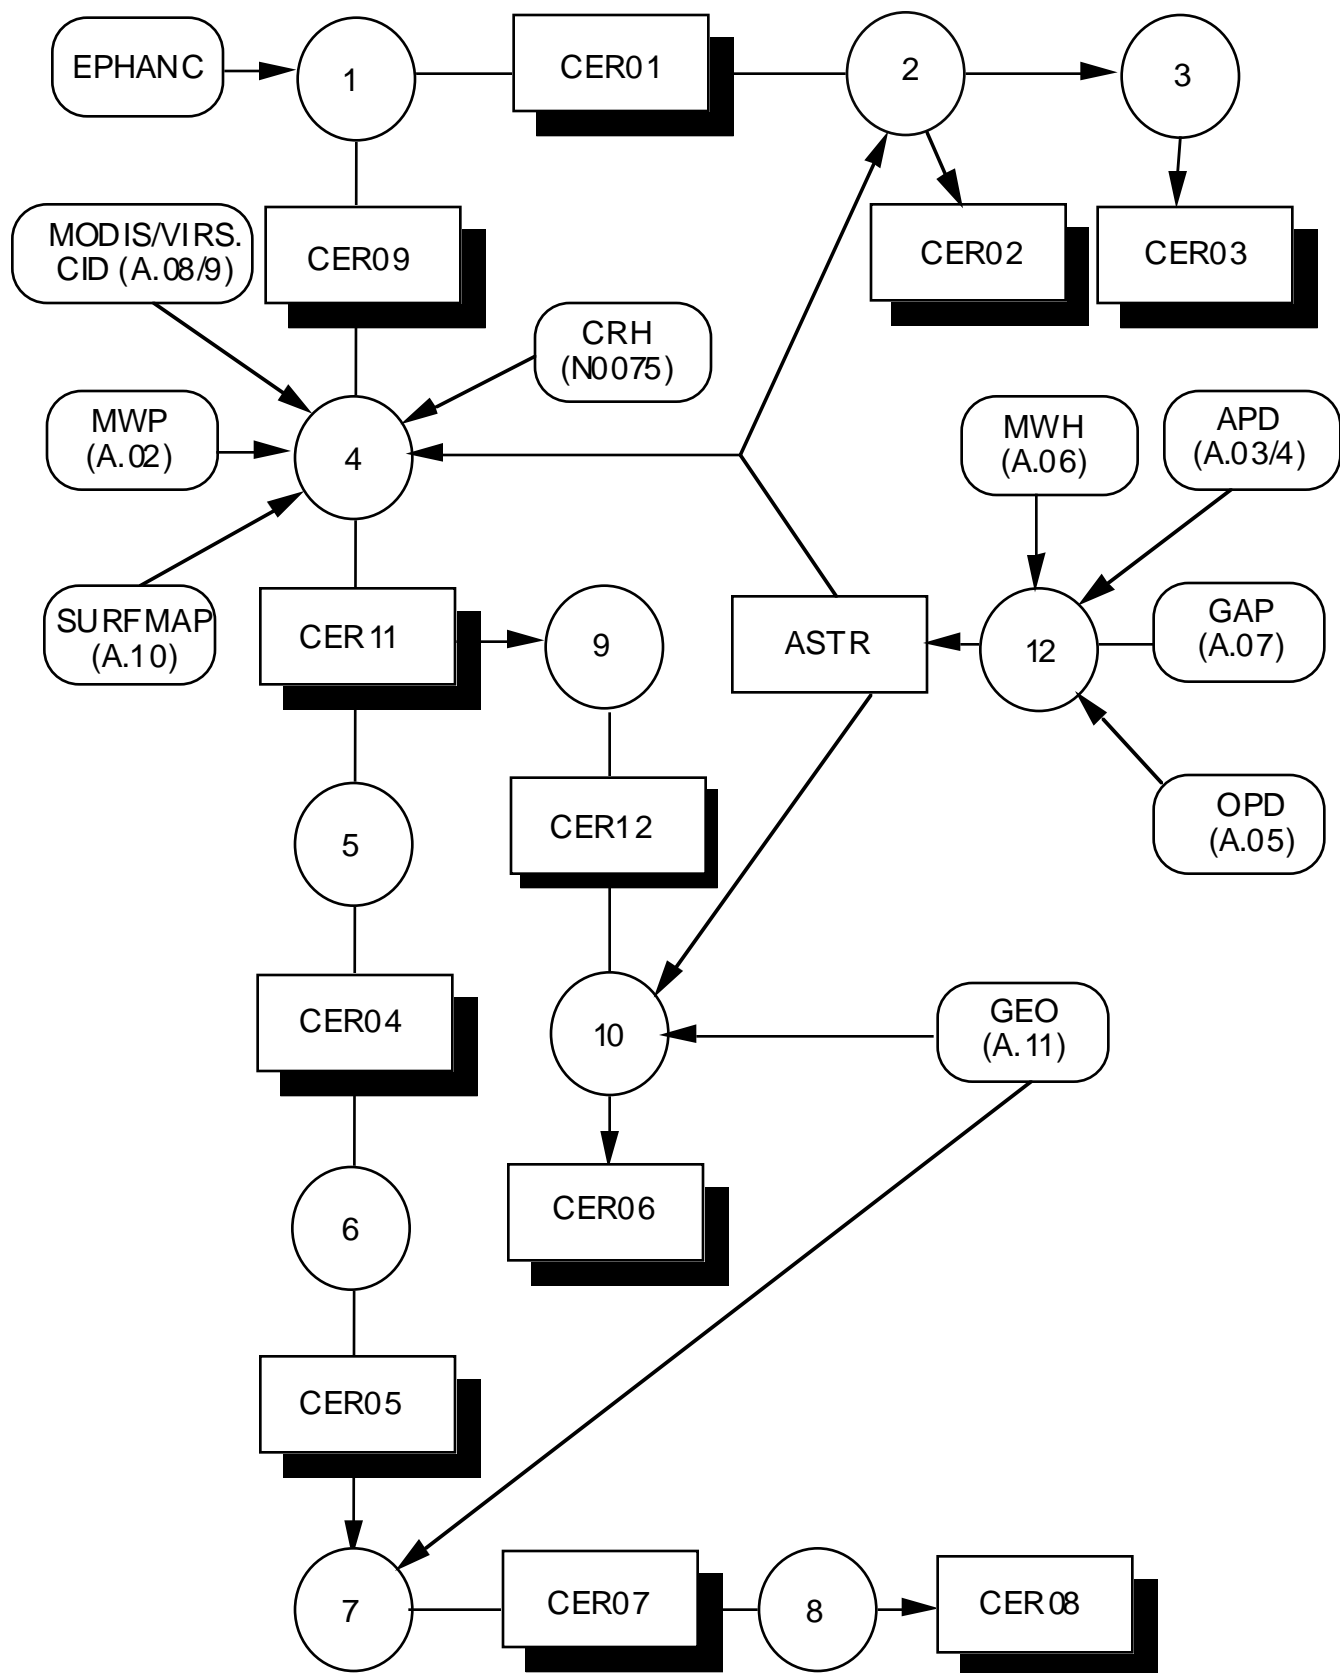 EPHANC
1
CER01
2
3
MODIS/VIRS.
CID (A.08/9)
CER09
CER02
CER03
CRH
(N0075)
MWP
(A.02)
4
MWH
(A.06)
APD
(A.03/4)
SURFMAP
(A.10)
CER11
9
ASTR
12
GAP
(A.07)
5
CER12
OPD
(A.05)
CER04
10
GEO
(A.11)
6
CER06
CER05
7
CER07
8
CER08